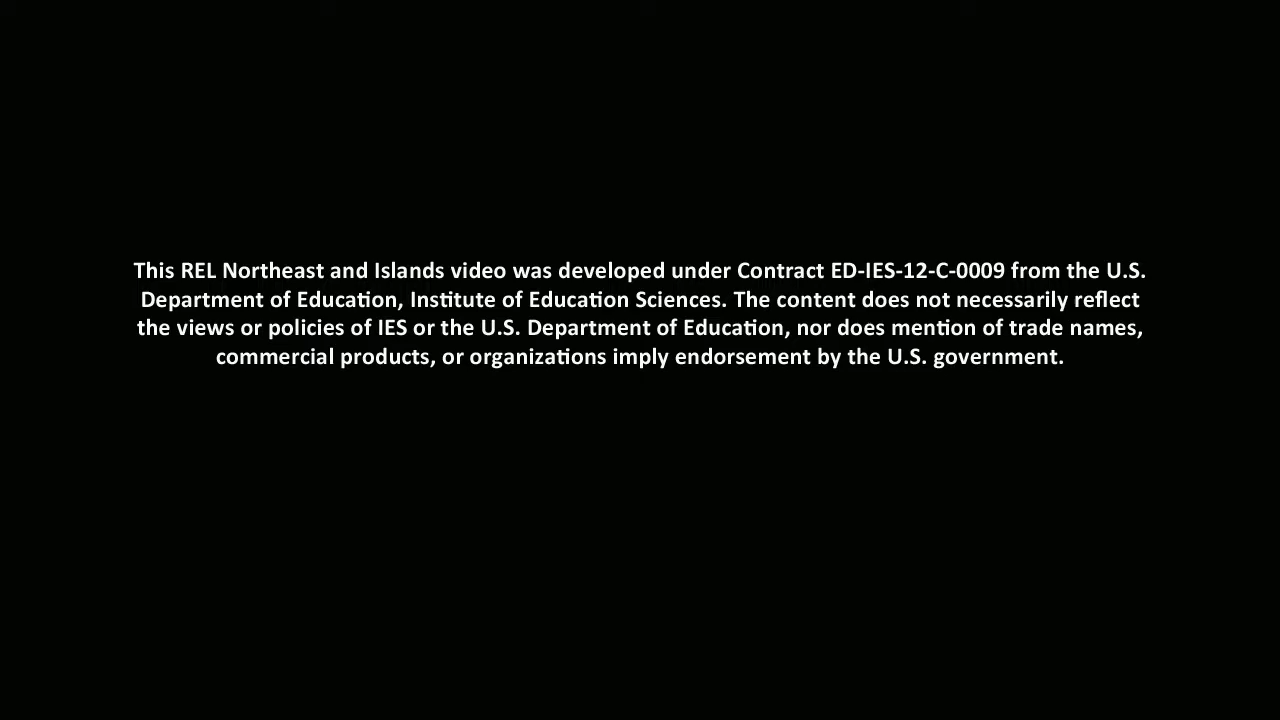 This REL Northeast and Islands video was developed under Contract ED-IES-12-C-0009 from the U.S.
Department of Education, Institute of Education Sciences. The content does not necessarily reflect
the views or policies of IES or the U.S. Department of Education, nor does mention of trade names,
commercial products, or organizations imply endorsement by the U.S. government.